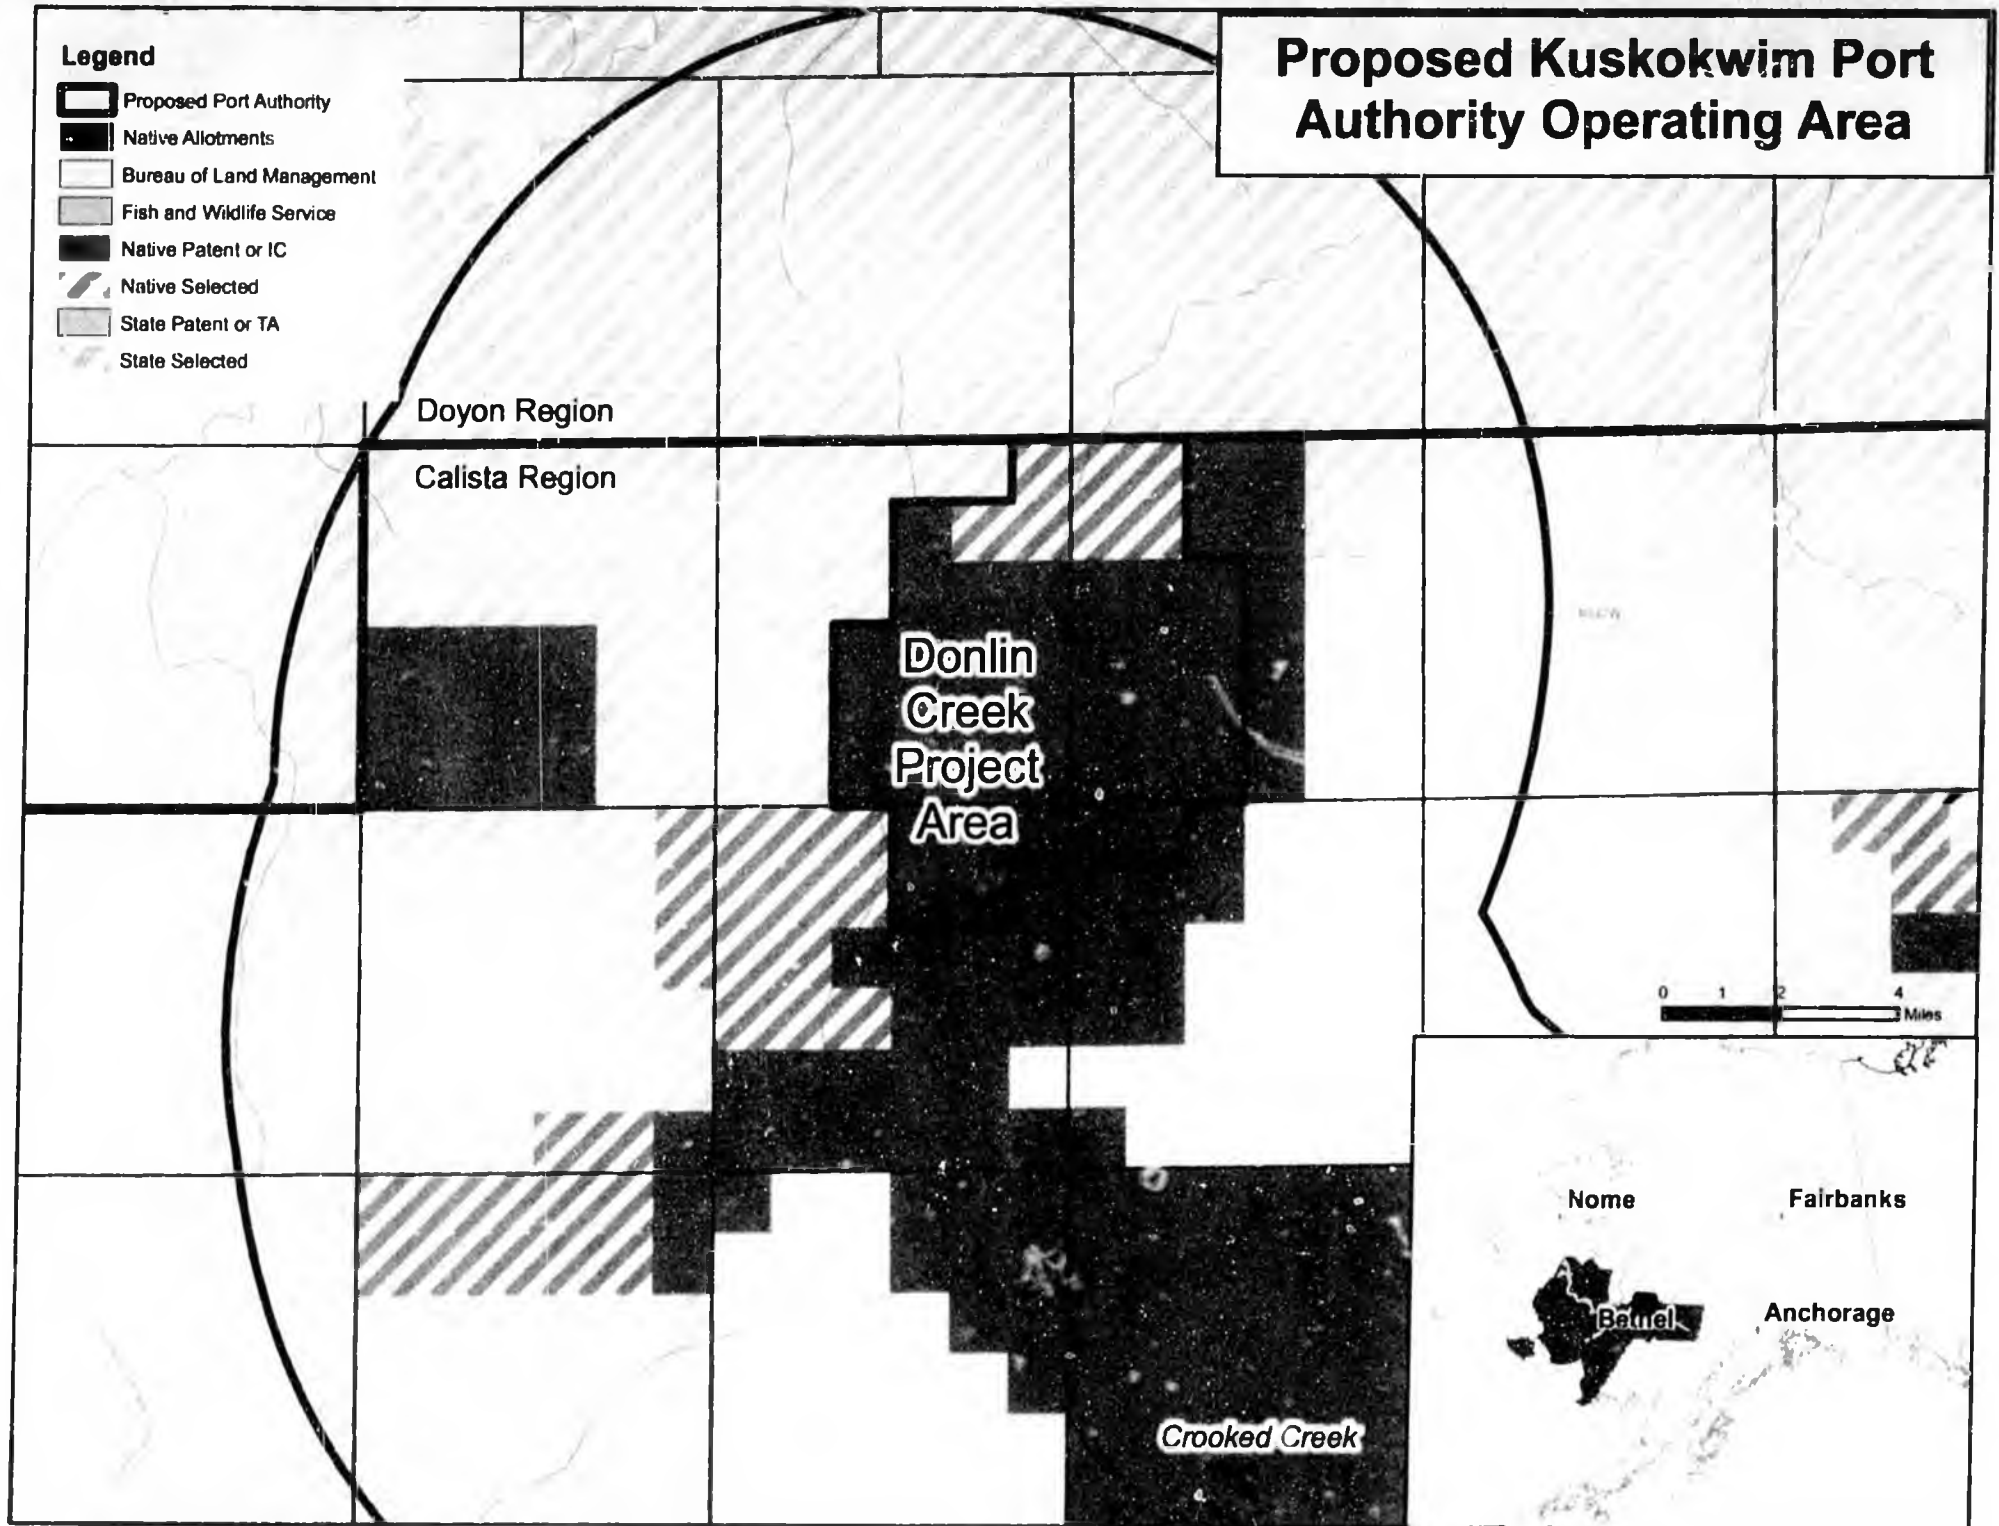 Proposed Kuskokwim Port
Authority Operating Area
Legend
Proposed Port Authority
Native Allotments
Bureau of Land Management
Fish and Wildlife Service
Native Patent or IC
Native Selected
State Patent or TA
State Selected
Doyon Region
Calista Region
Donlin
Creek
Project
Area
0 1 2 4
Miles
Nome
Fairbanks
Bethel
Anchorage
Crooked Creek